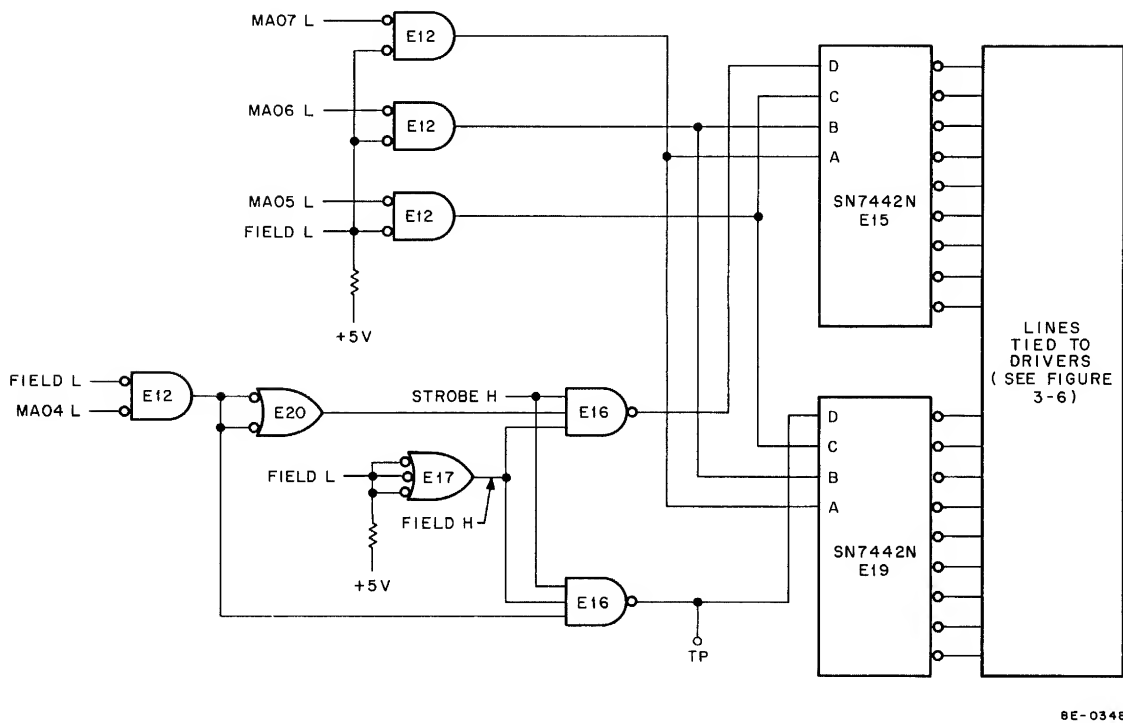 MA07 L
E12
MA06 L
E12
MA05 L
E12
FIELD L
+5V
D
C
B
A
SN7442N
E15
LINES
TIED TO
DRIVERS
(SEE FIGURE
3-6)
FIELD L
MA04 L
E12
E20
STROBE H
E16
FIELD L
E17
FIELD H
+5V
E16
TP
D
C
B
A
SN7442N
E19
8E-0348